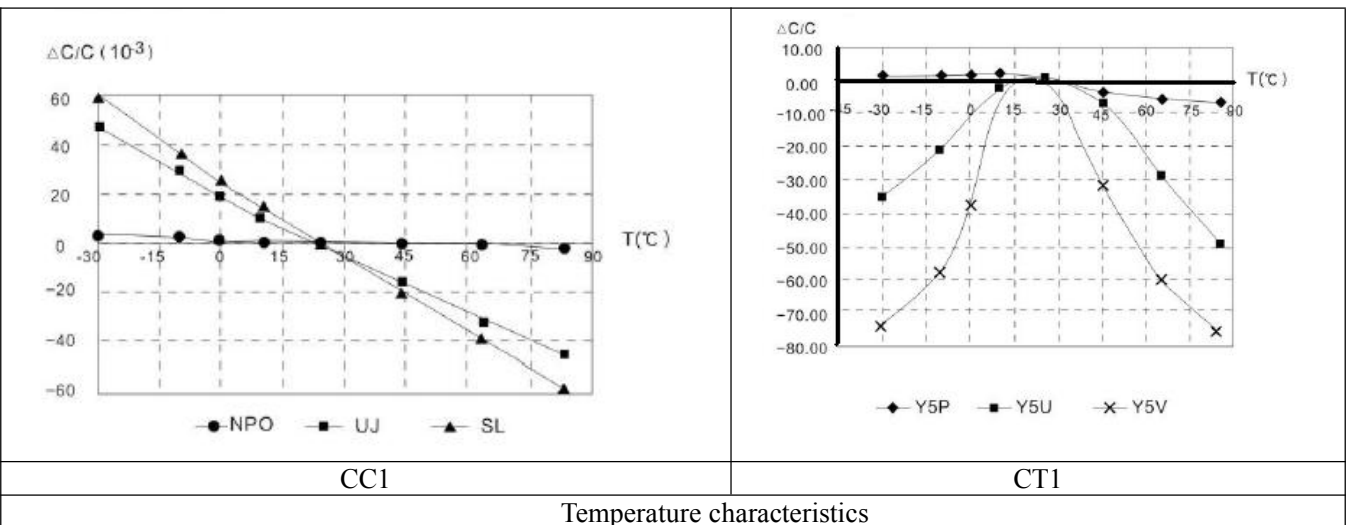 △C/C (10-3)
60
40
20
0
-20
-40
-60
-30 -15 0 15 30 45 60 75 90
T(℃)
NPO UJ SL
△C/C
10.00
0.00
-10.00
-20.00
-30.00
-40.00
-50.00
-60.00
-70.00
-80.00
-45 -30 -15 0 15 30 45 60 75 90
T(℃)
Y5P Y5U Y5V
CC1 CT1
Temperature characteristics